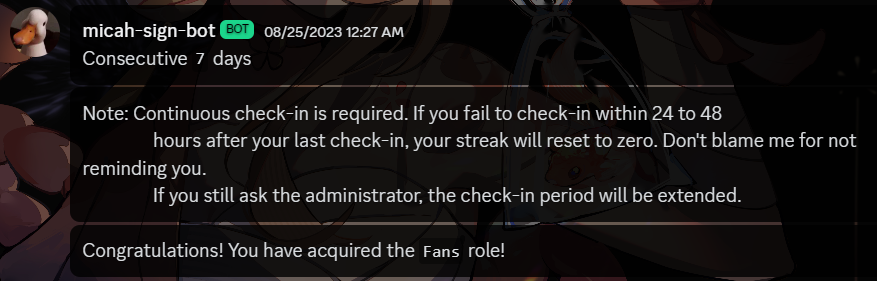 micah-sign-bot BOT 08/25/2023 12:27 AM
Consecutive 7 days
Note: Continuous check-in is required. If you fail to check-in within 24 to 48
hours after your last check-in, your streak will reset to zero. Don't blame me for not
reminding you.
If you still ask the administrator, the check-in period will be extended.
Congratulations! You have acquired the Fans role!